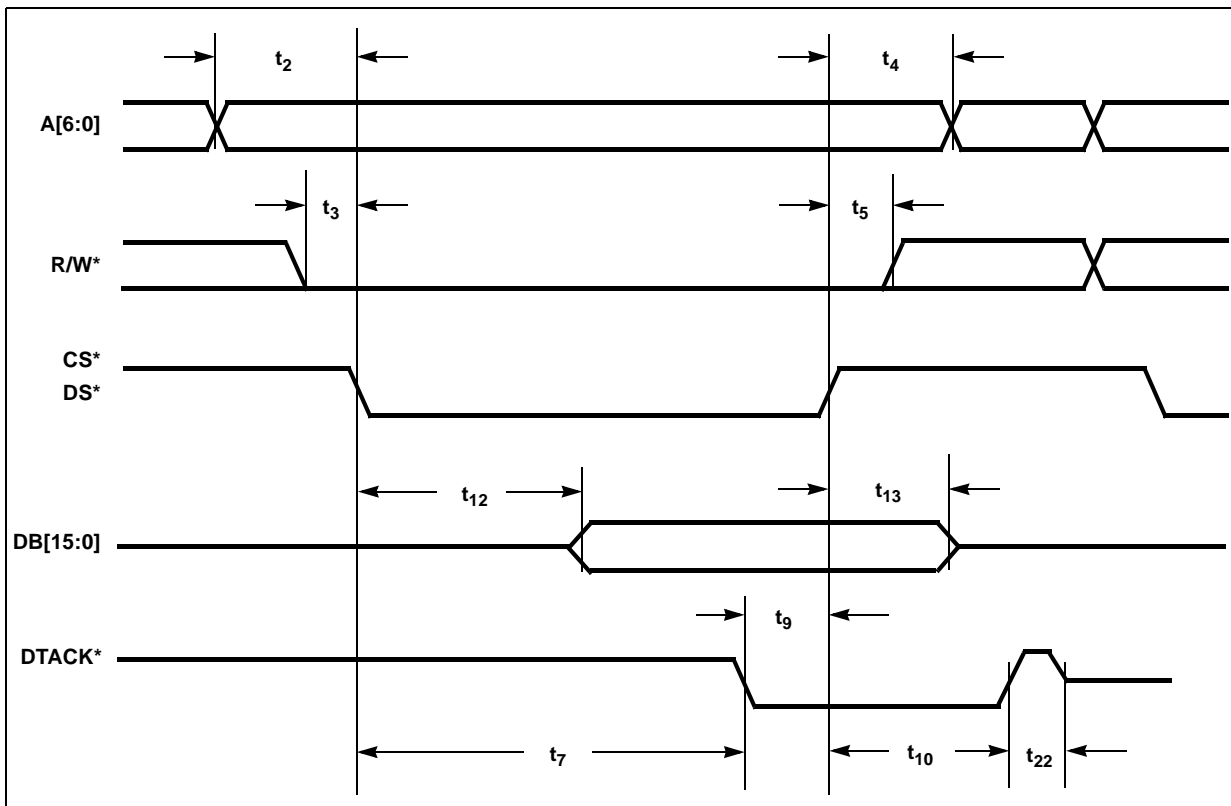 t2
t4
A[6:0]
t3
t5
R/W*
CS*
DS*
t12
t13
DB[15:0]
t9
DTACK*
t7
t10
t22